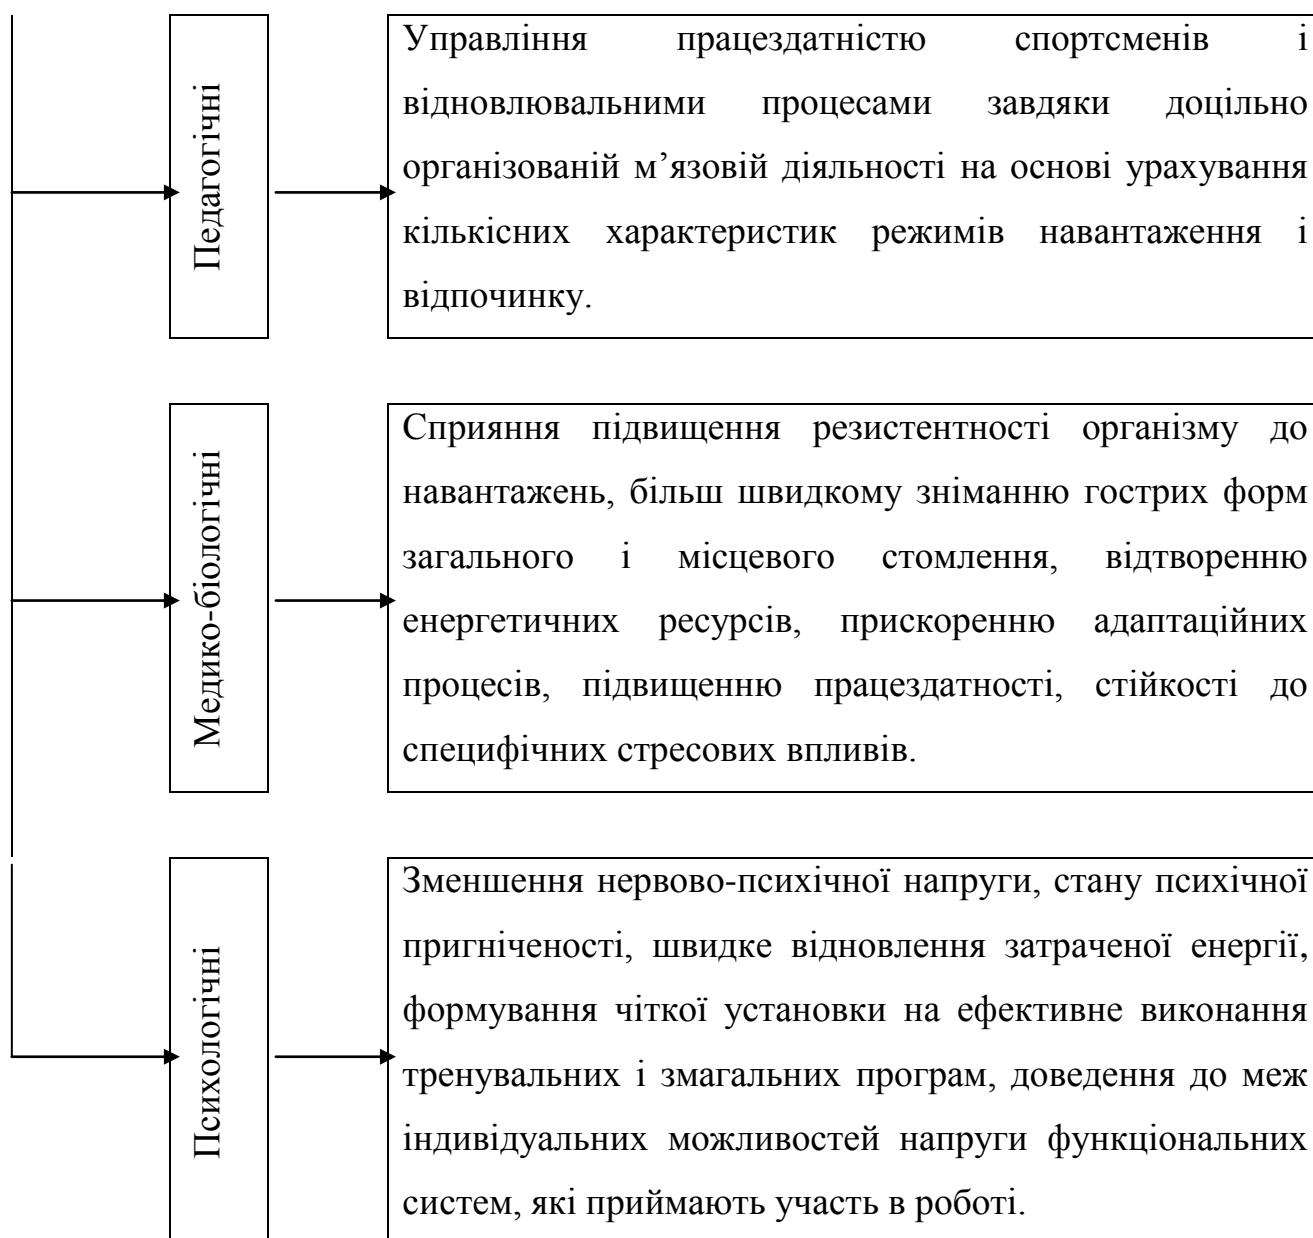 Педагогічні
Управління працездатністю спортсменів і
відновлювальними процесами завдяки доцільно
організованій м’язовій діяльності на основі урахування
кількісних характеристик режимів навантаження і
відпочинку.
Медико-біологічні
Сприяння підвищення резистентності організму до
навантажень, більш швидкому зніманню гострих форм
загального і місцевого стомлення, відтворенню
енергетичних ресурсів, прискоренню адаптаційних
процесів, підвищенню працездатності, стійкості до
специфічних стресових впливів.
Психологічні
Зменшення нервово-психічної напруги, стану психічної
пригніченості, швидке відновлення затраченої енергії,
формування чіткої установки на ефективне виконання
тренувальних і змагальних програм, доведення до меж
індивідуальних можливостей напруги функціональних
систем, які приймають участь в роботі.